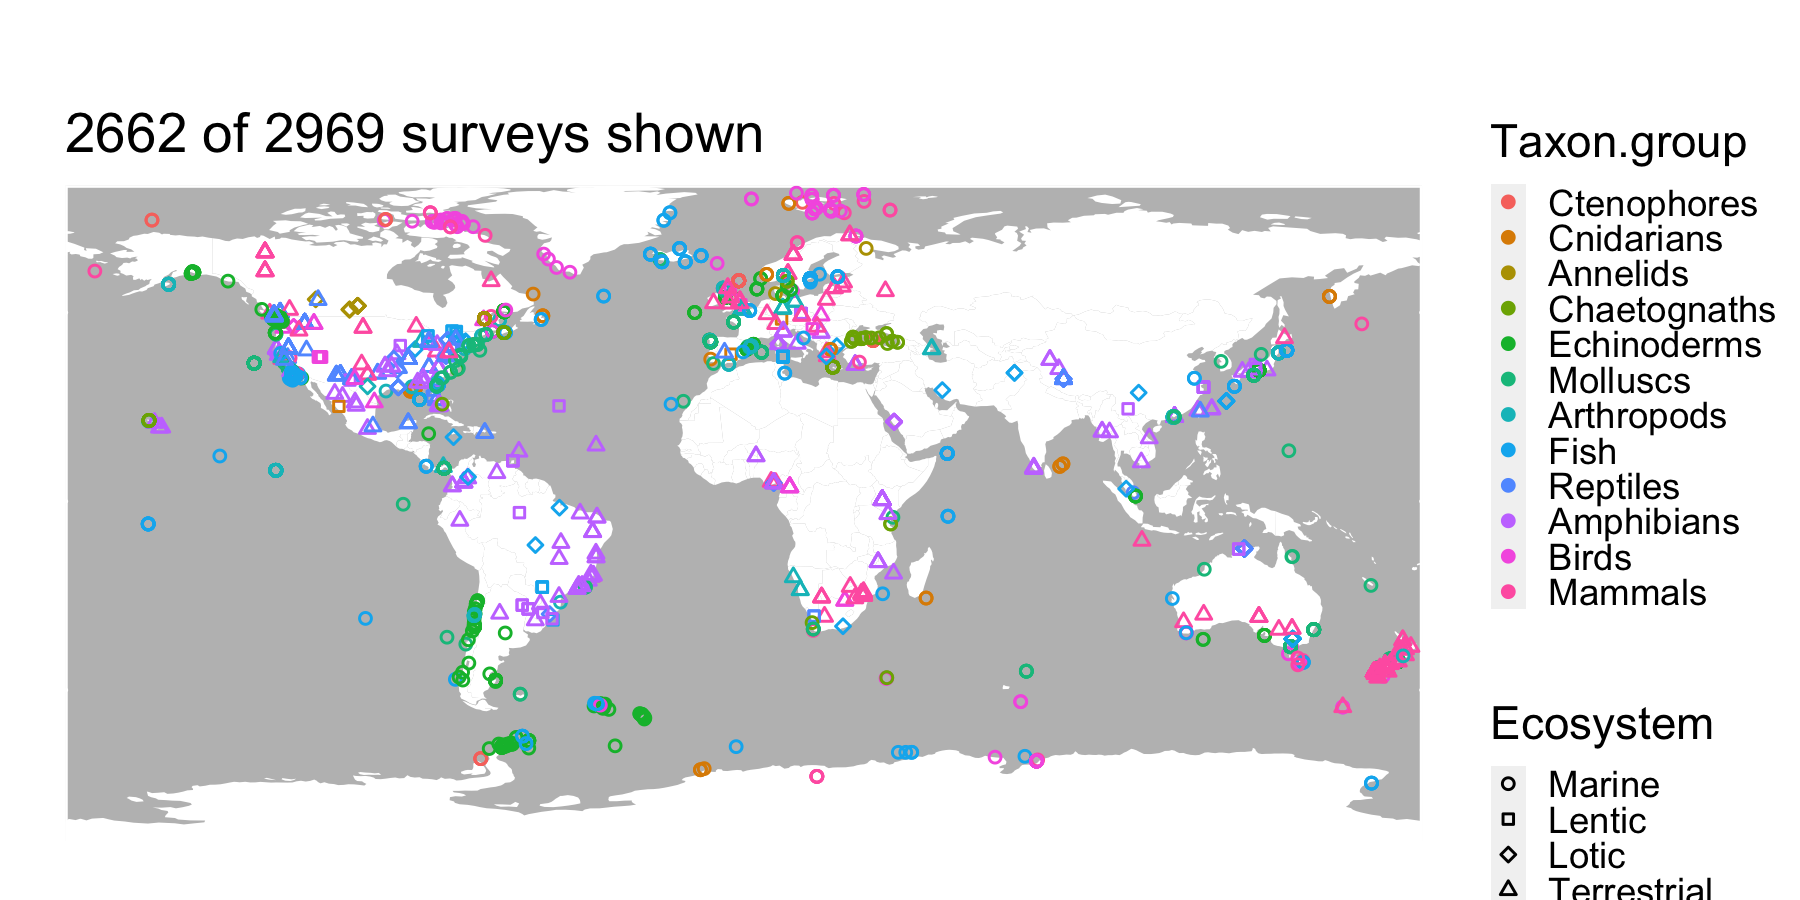 2662 of 2969 surveys shown
Taxon.group
Ctenophores
Cnidarians
Annelids
Chaetognaths
Echinoderms
Molluscs
Arthropods
Fish
Reptiles
Amphibians
Birds
Mammals
Ecosystem
Marine
Lentic
Lotic
Terrestrial